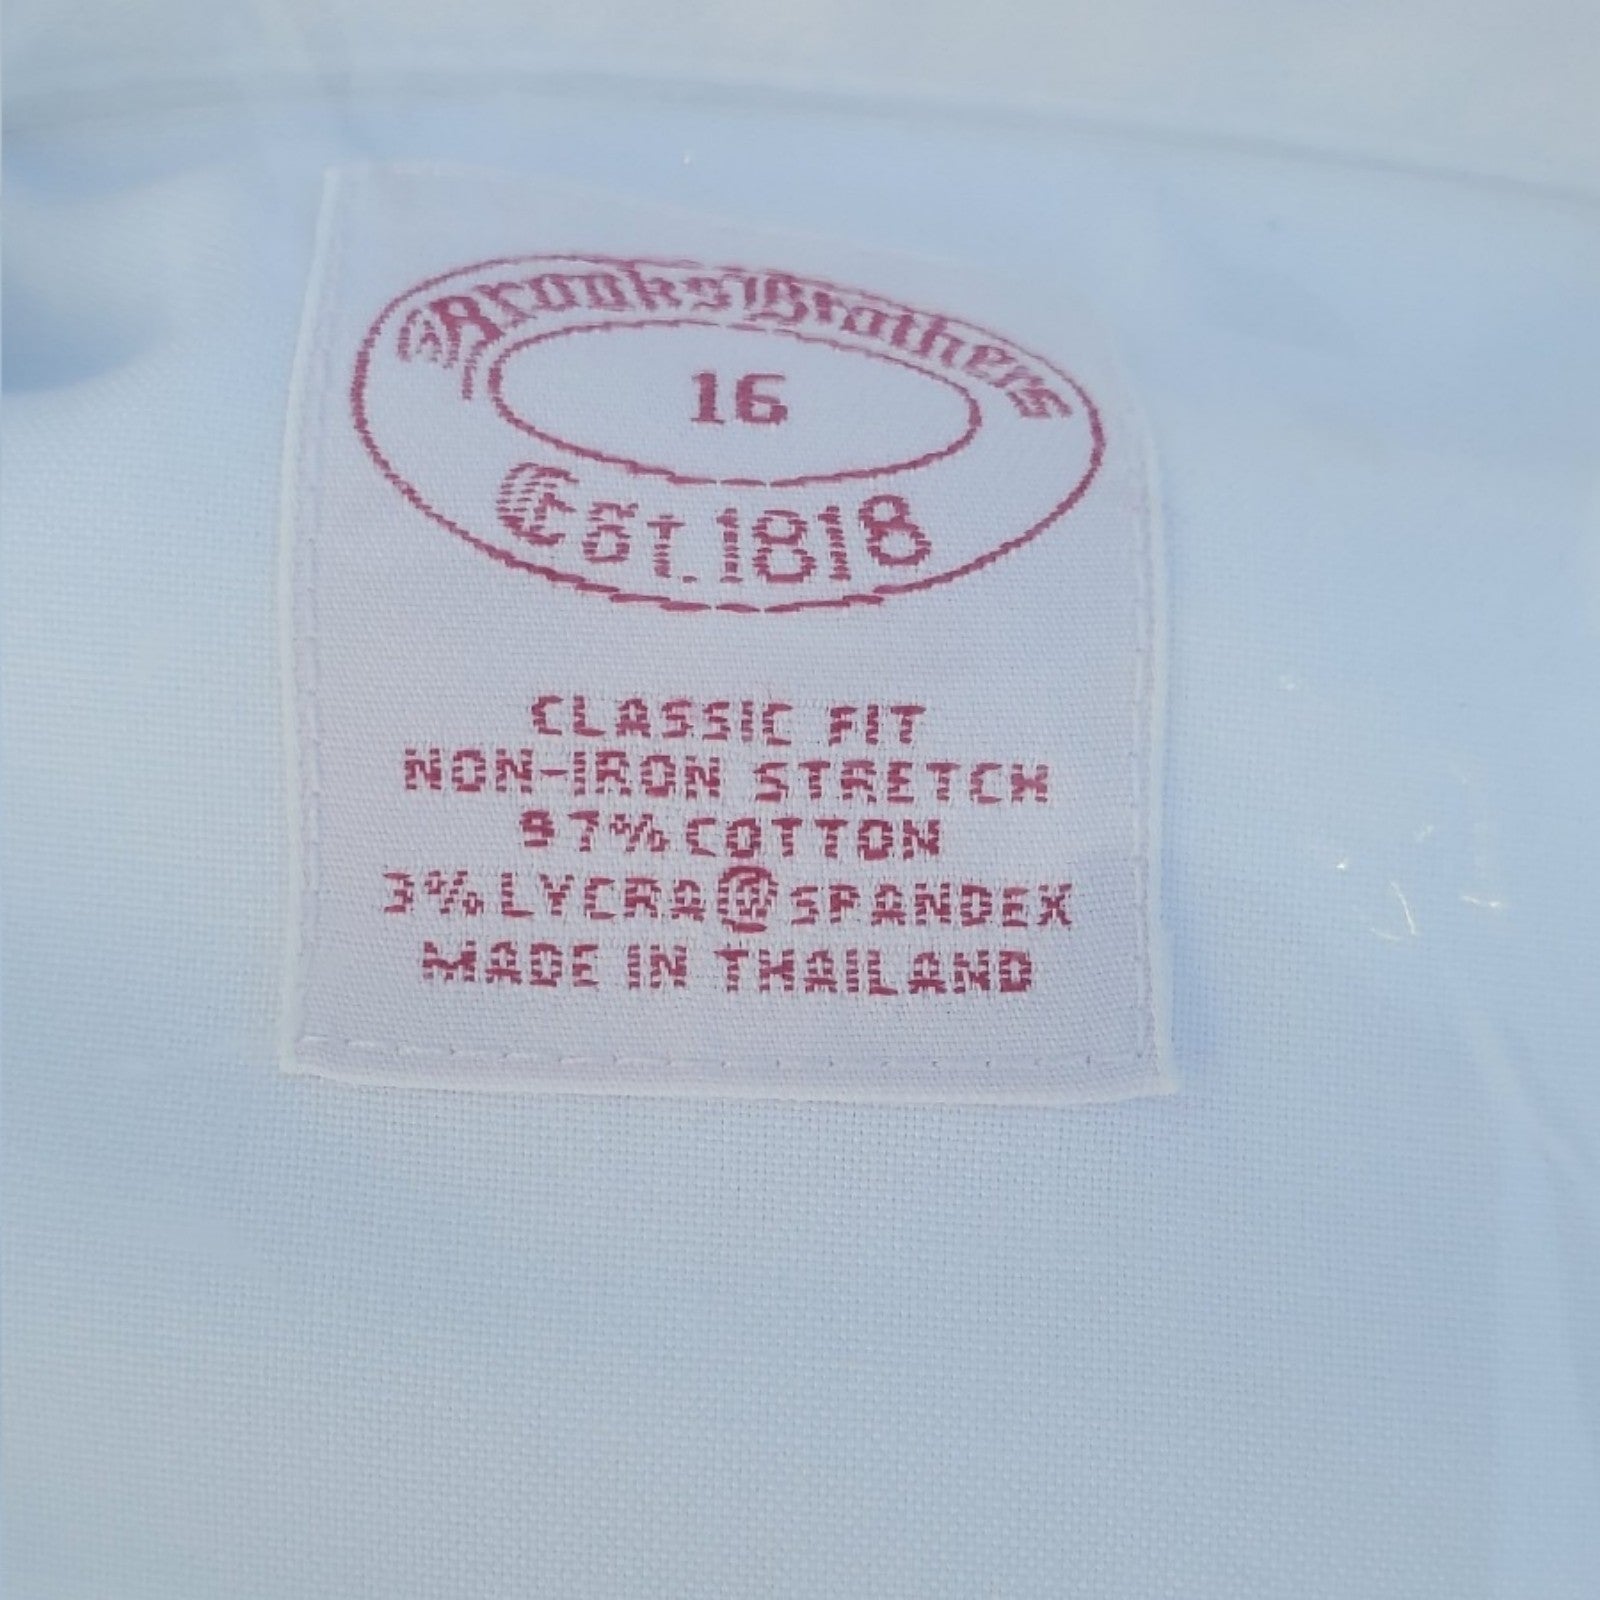 Brooks Brothers
16
Est. 1818
CLASSIC FIT
NON-IRON STRETCH
97% COTTON
3% LYCRA® SPANDEX
MADE IN THAILAND